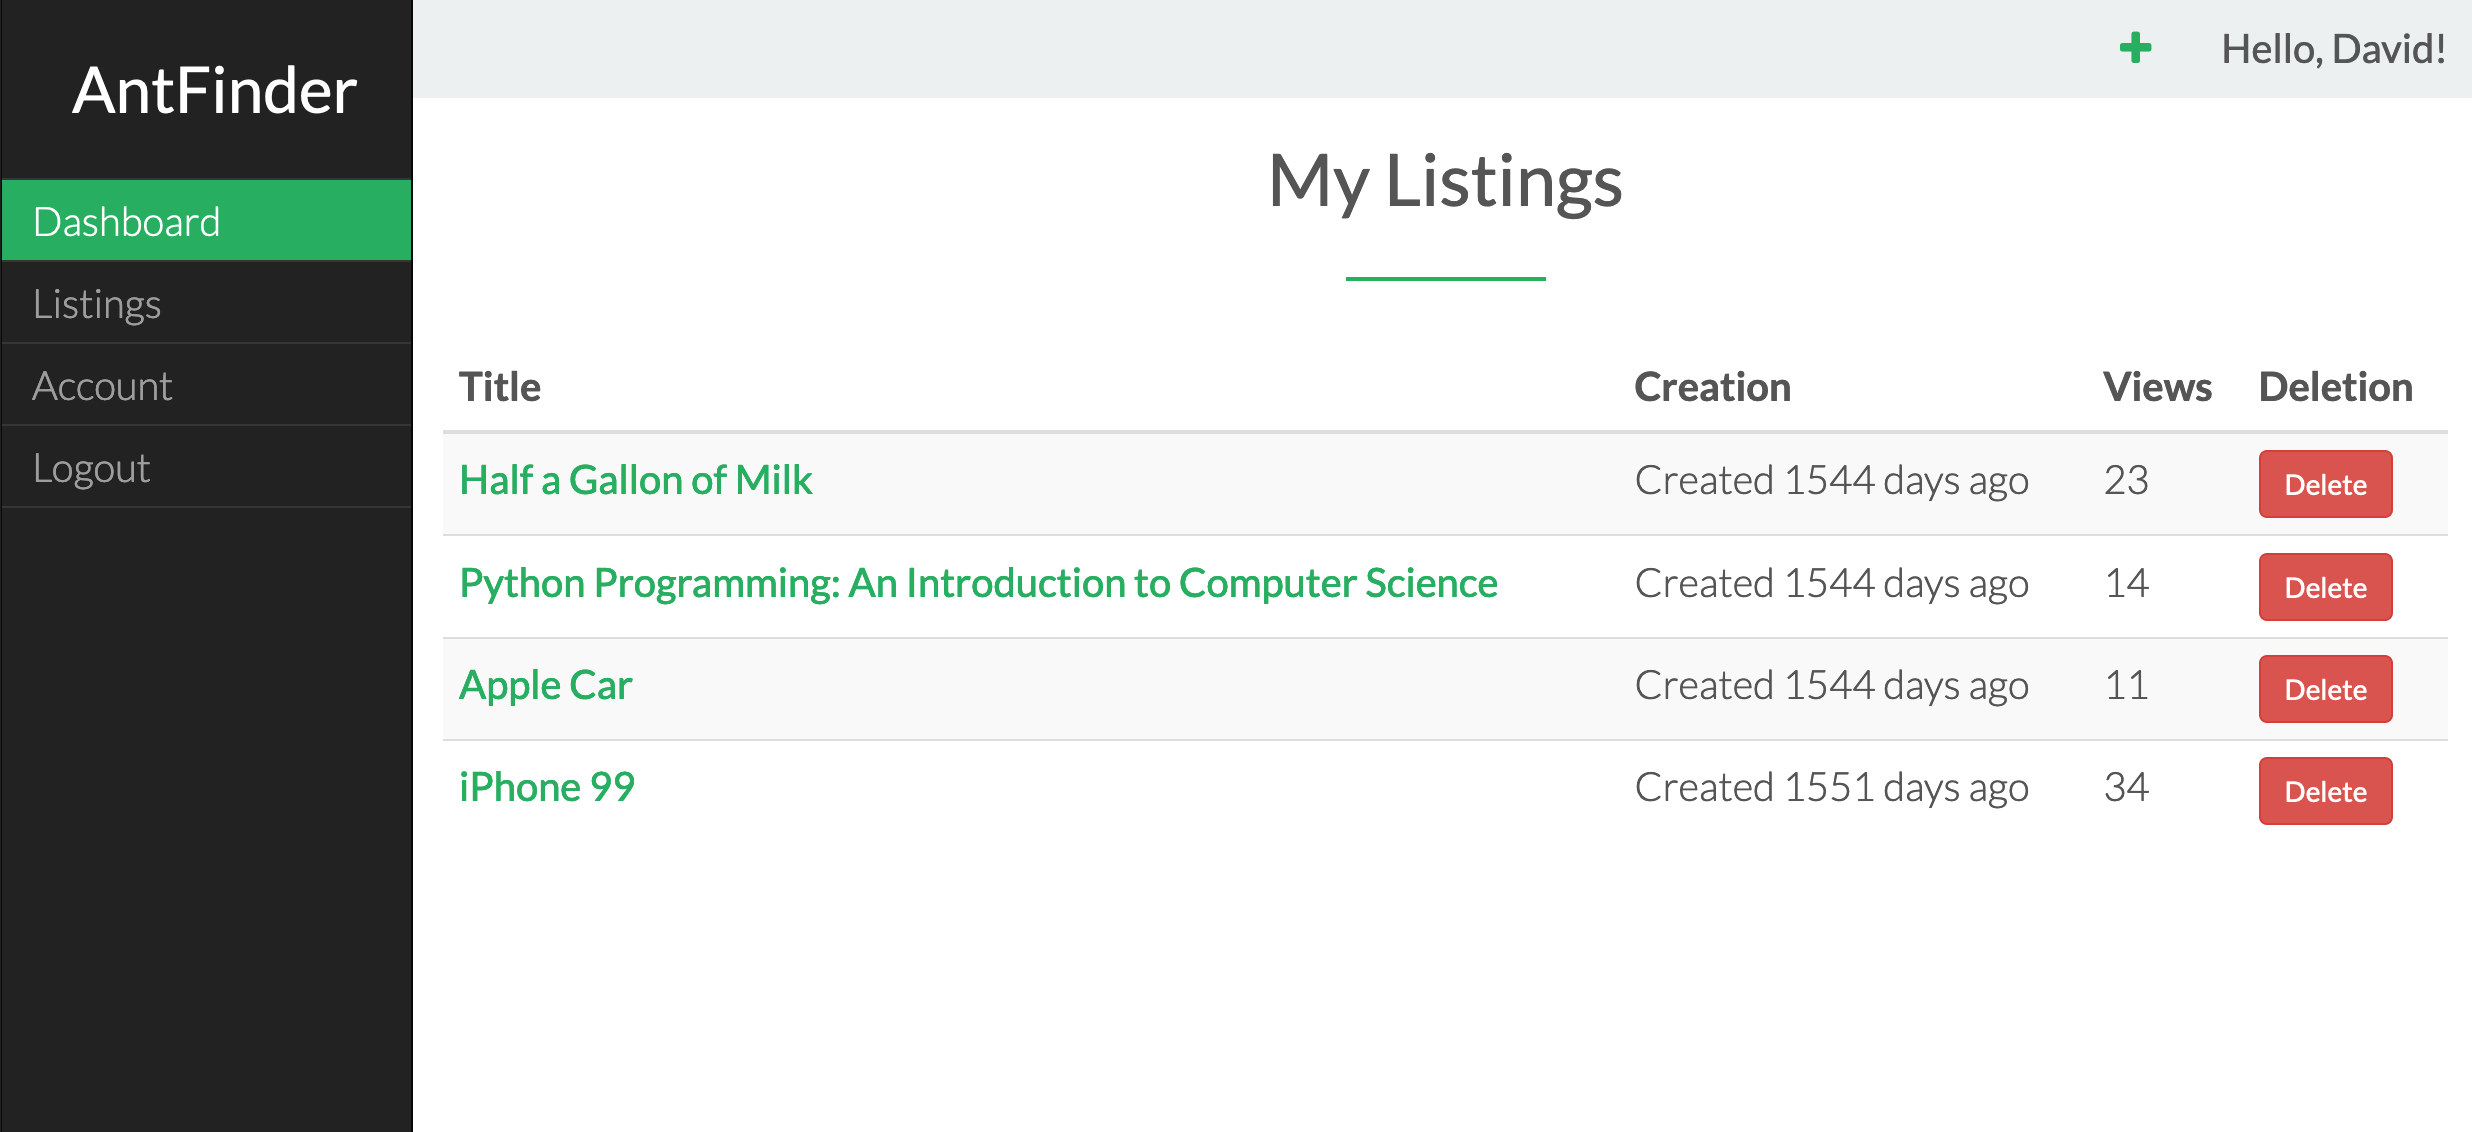 AntFinder
Hello, David!
Dashboard
Listings
Account
Logout
My Listings
Title Creation Views Deletion
Half a Gallon of Milk Created 1544 days ago 23 Delete
Python Programming: An Introduction to Computer Science Created 1544 days ago 14 Delete
Apple Car Created 1544 days ago 11 Delete
iPhone 99 Created 1551 days ago 34 Delete